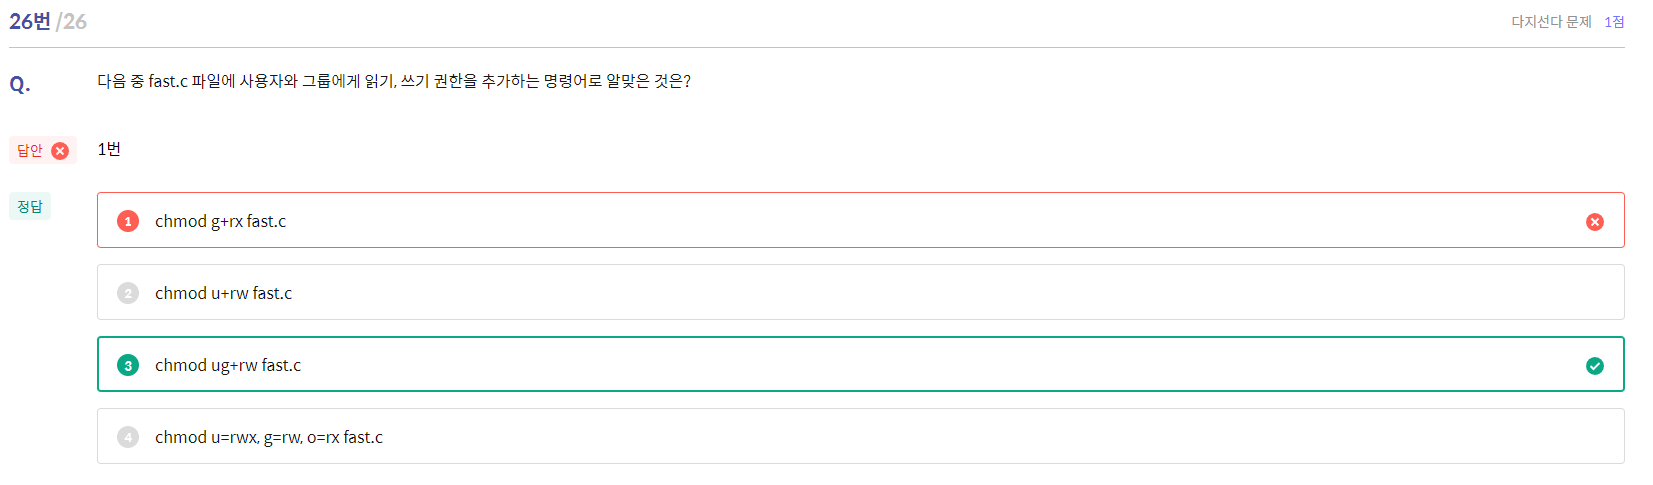 26번 /26
다지선다 문제 1점
Q. 다음 중 fast.c 파일에 사용자와 그룹에게 읽기, 쓰기 권한을 추가하는 명령어로 알맞은 것은?
답안 1번
정답
1 chmod g+rx fast.c
2 chmod u+rw fast.c
3 chmod ug+rw fast.c
4 chmod u=rwx, g=rw, o=rx fast.c